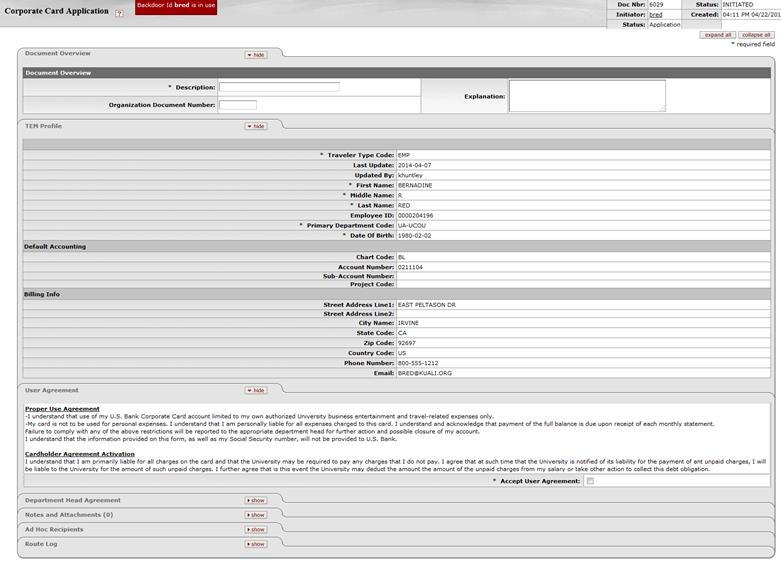 Corporate Card Application ?
Backdoor Id bred is in use
Doc Nbr: 6029 Status: INITIATED
Initiator: bred Created: 04:11 PM 04/22/201
Status: Application
expand all collapse all
* required field
Document Overview hide
Document Overview
* Description:
Explanation:
Organization Document Number:
TEM Profile hide
* Traveler Type Code: EMP
Last Update: 2014-04-07
Updated By: khuntley
* First Name: BERNADINE
* Middle Name: R
* Last Name: RED
Employee ID: 0000204196
* Primary Department Code: UA-UCOU
* Date Of Birth: 1980-02-02
Default Accounting
Chart Code: BL
Account Number: 0211104
Sub-Account Number:
Project Code:
Billing Info
Street Address Line1: EAST PELTASON DR
Street Address Line2:
City Name: IRVINE
State Code: CA
Zip Code: 92697
Country Code: US
Phone Number: 800-555-1212
Email: BRED@KUALI.ORG
User Agreement hide
Proper Use Agreement
-I understand that use of my U.S. Bank Corporate Card account limited to my own authorized University business entertainment and travel-related expenses only.
-My card is not to be used for personal expenses. I understand that I am personally liable for all expenses charged to this card. I understand and acknowledge that payment of the full balance is due upon receipt of each monthly statement.
Failure to comply with any of the above restrictions will be reported to the appropriate department head for further action and possible closure of my account.
I understand that the information provided on this form, as well as my Social Security number, will not be provided to U.S. Bank.
Cardholder Agreement Activation
I understand that I am primarily liable for all charges on the card and that the University may be required to pay any charges that I do not pay. I agree that at such time that the University is notified of its liability for the payment of ant unpaid charges, I will
be liable to the University for the amount of such unpaid charges. I further agree that is this event the University may deduct the amount the amount of the unpaid charges from my salary or take other action to collect this debt obligation.
* Accept User Agreement:
Department Head Agreement show
Notes and Attachments (0) show
Ad Hoc Recipients show
Route Log show